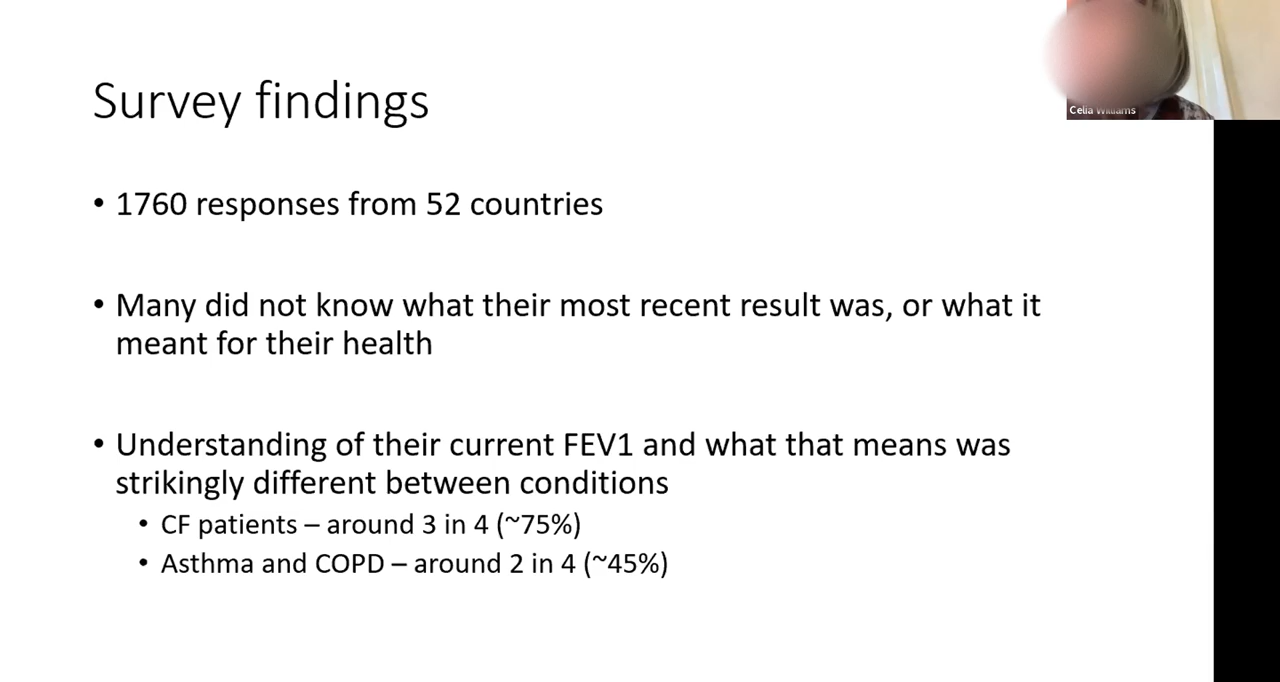 Celia Williams
Survey findings
• 1760 responses from 52 countries
• Many did not know what their most recent result was, or what it
meant for their health
• Understanding of their current FEV1 and what that means was
strikingly different between conditions
• CF patients – around 3 in 4 (~75%)
• Asthma and COPD – around 2 in 4 (~45%)